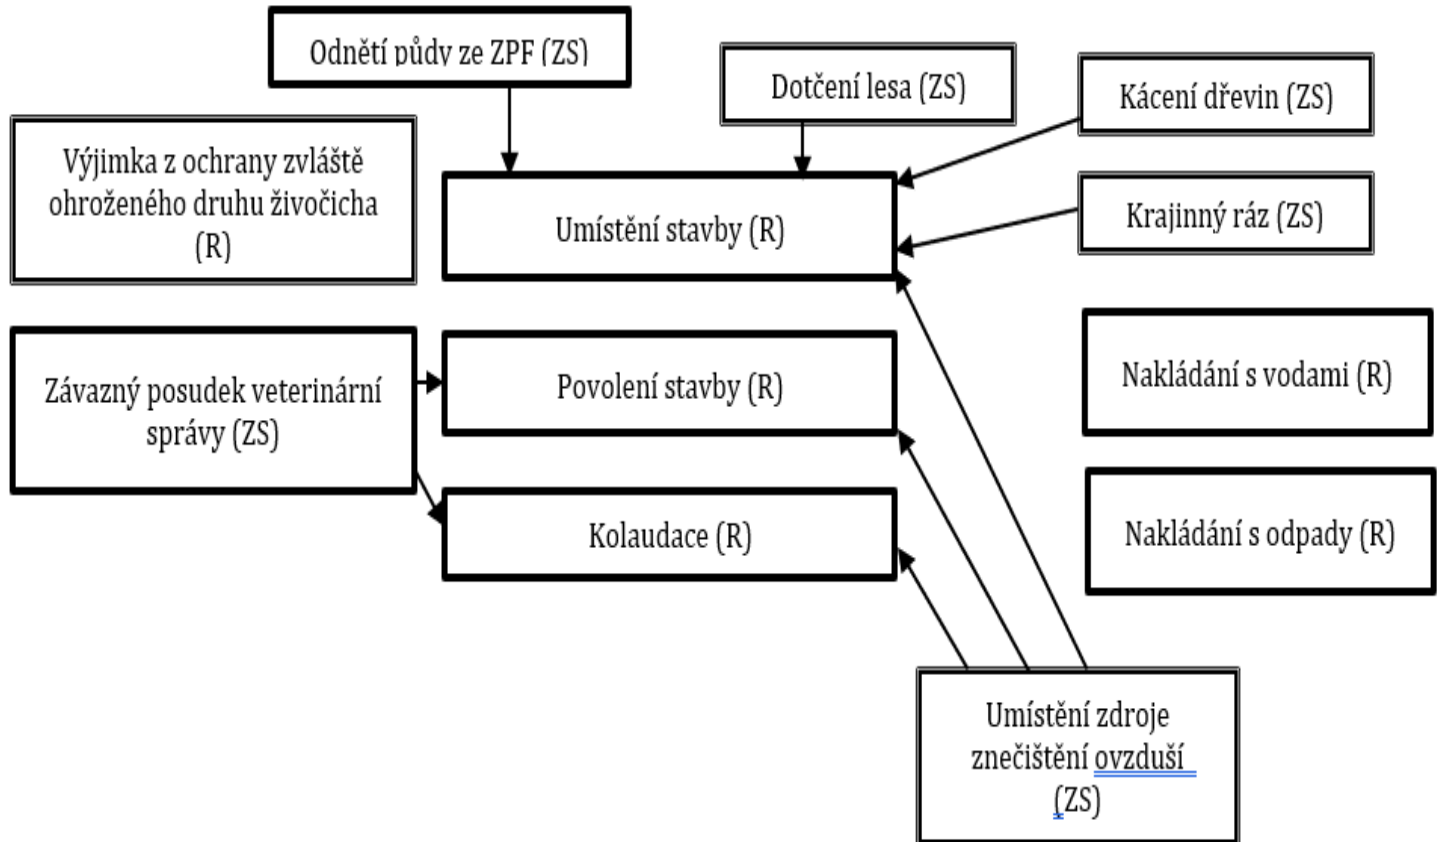 Odnětí půdy ze ZPF (ZS)
Dotčení lesa (ZS)
Kácení dřevin (ZS)
Výjimka z ochrany zvláště
ohroženého druhu živočicha
(R)
Umístění stavby (R)
Krajinný ráz (ZS)
Závazný posudek veterinární
správy (ZS)
Povolení stavby (R)
Nakládání s vodami (R)
Kolaudace (R)
Nakládání s odpady (R)
Umístění zdroje
znečištění ovzduší
(ZS)